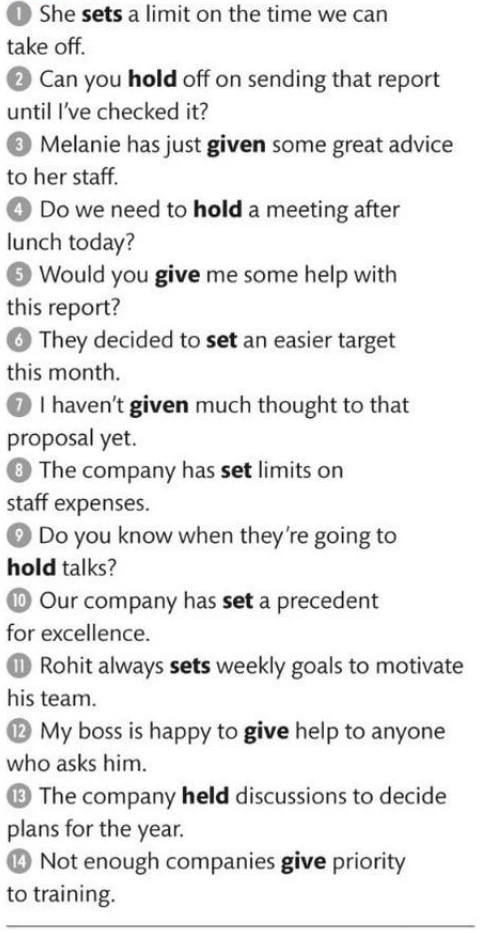 1 She sets a limit on the time we can
take off.
2 Can you hold off on sending that report
until I've checked it?
3 Melanie has just given some great advice
to her staff.
4 Do we need to hold a meeting after
lunch today?
5 Would you give me some help with
this report?
6 They decided to set an easier target
this month.
7 I haven't given much thought to that
proposal yet.
8 The company has set limits on
staff expenses.
9 Do you know when they're going to
hold talks?
10 Our company has set a precedent
for excellence.
11 Rohit always sets weekly goals to motivate
his team.
12 My boss is happy to give help to anyone
who asks him.
13 The company held discussions to decide
plans for the year.
14 Not enough companies give priority
to training.